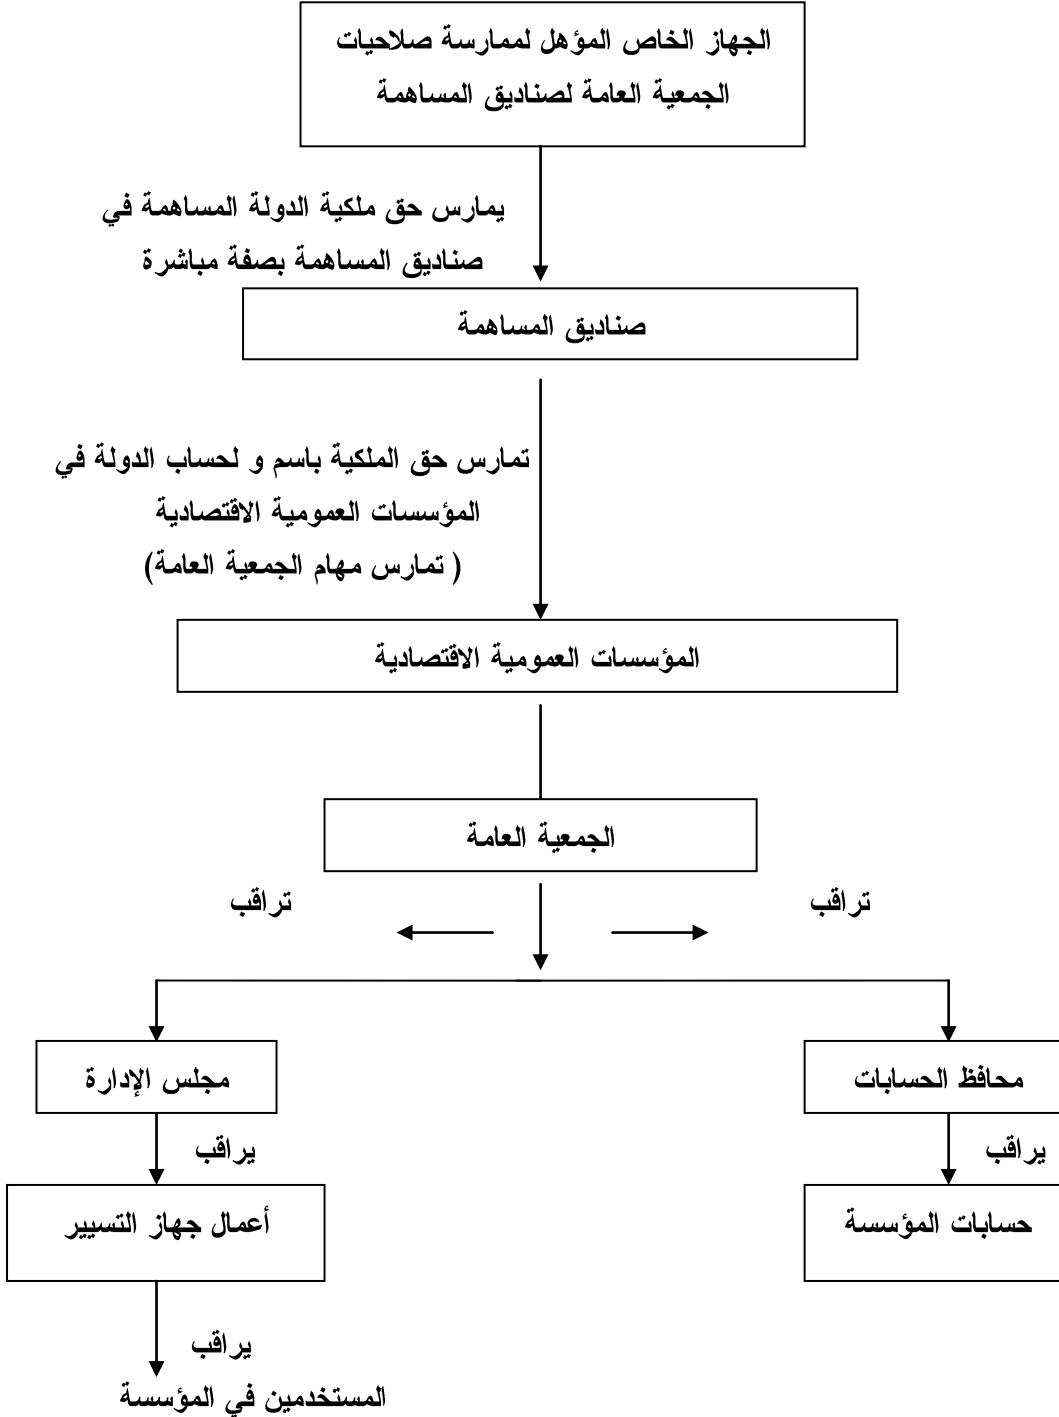 الجهاز الخاص المؤهل لممارسة صلاحيات
الجمعية العامة لصناديق المساهمة
يمارس حق ملكية الدولة المساهمة في
صناديق المساهمة بصفة مباشرة
صناديق المساهمة
تمارس حق الملكية باسم و لحساب الدولة في
المؤسسات العمومية الاقتصادية
( تمارس مهام الجمعية العامة)
المؤسسات العمومية الاقتصادية
الجمعية العامة
تراقب
تراقب
محافظ الحسابات
مجلس الإدارة
يراقب
يراقب
حسابات المؤسسة
أعمال جهاز التسيير
يراقب
المستخدمين في المؤسسة